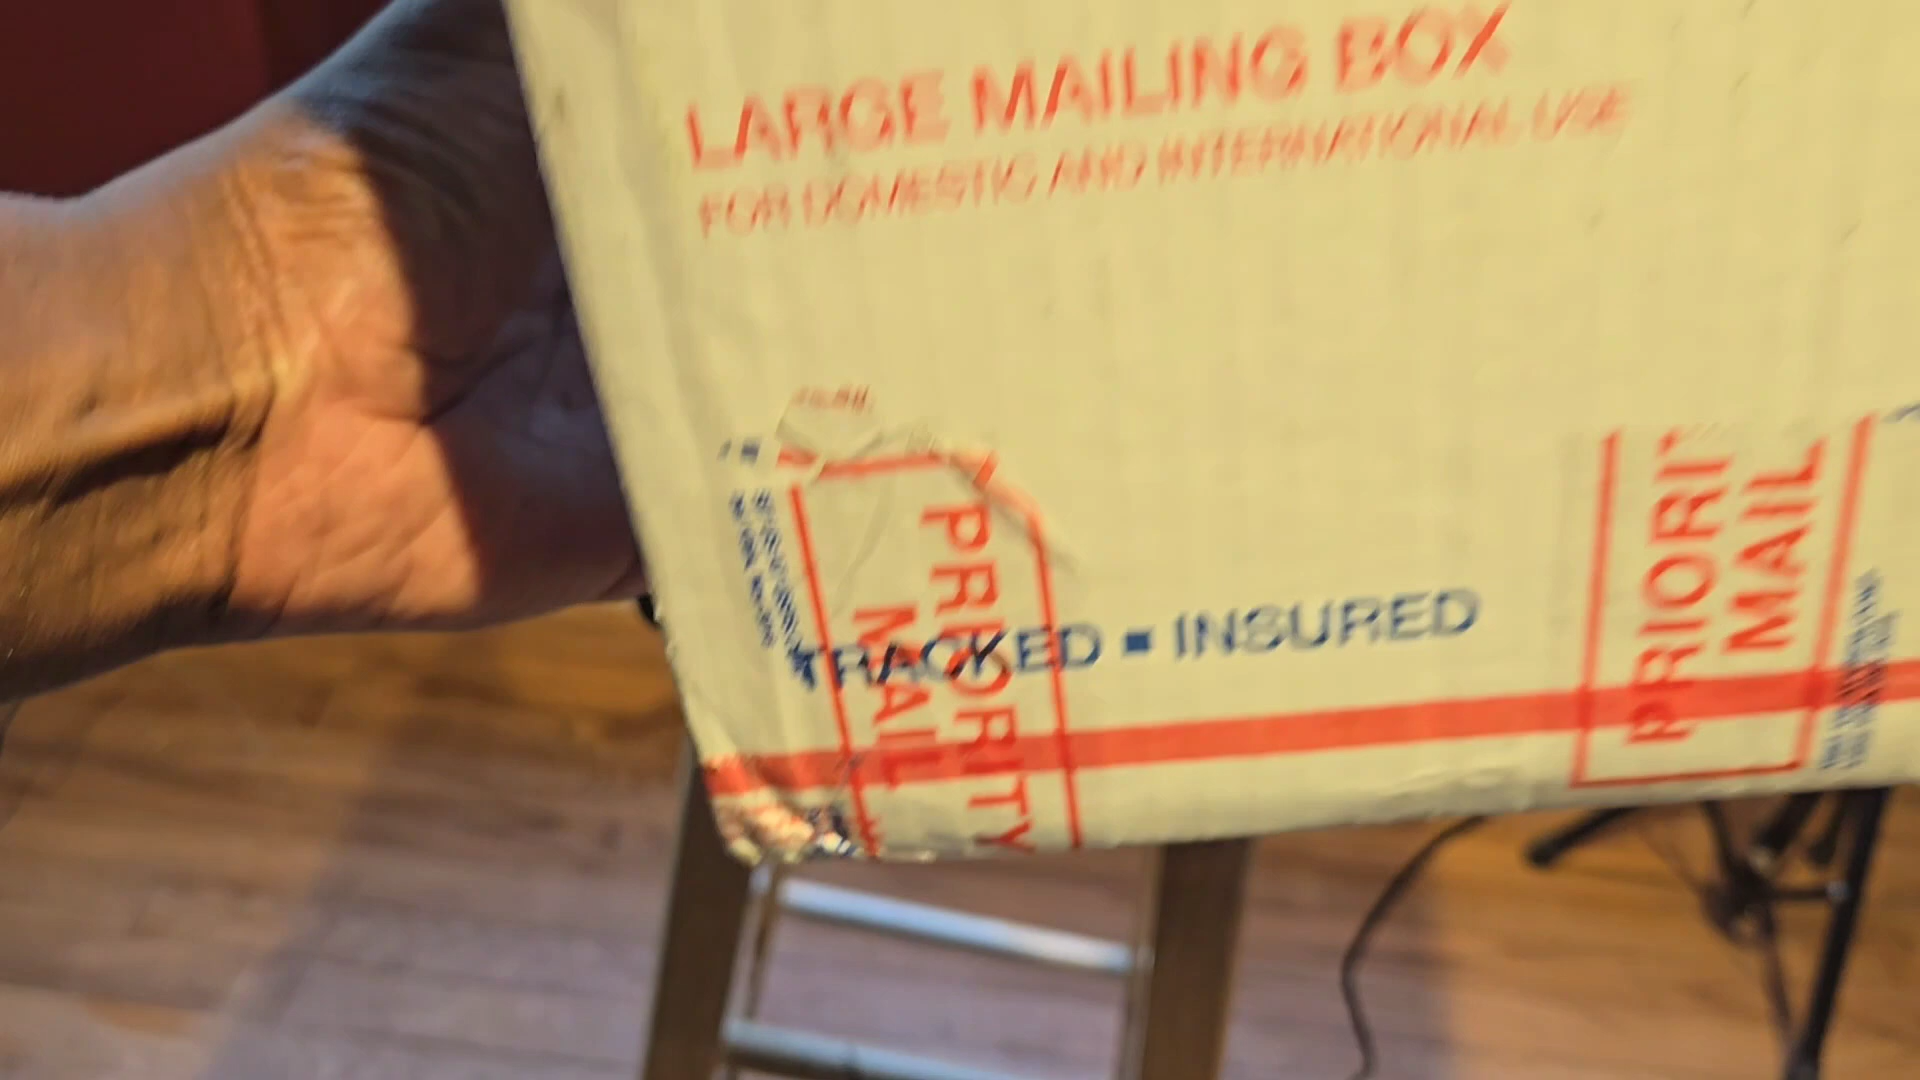 LARGE MAILING BOX
FOR DOMESTIC AND INTERNATIONAL USE
PRIORITY
MAIL
TRACKED ▪ INSURED
PRIORIT
MAIL